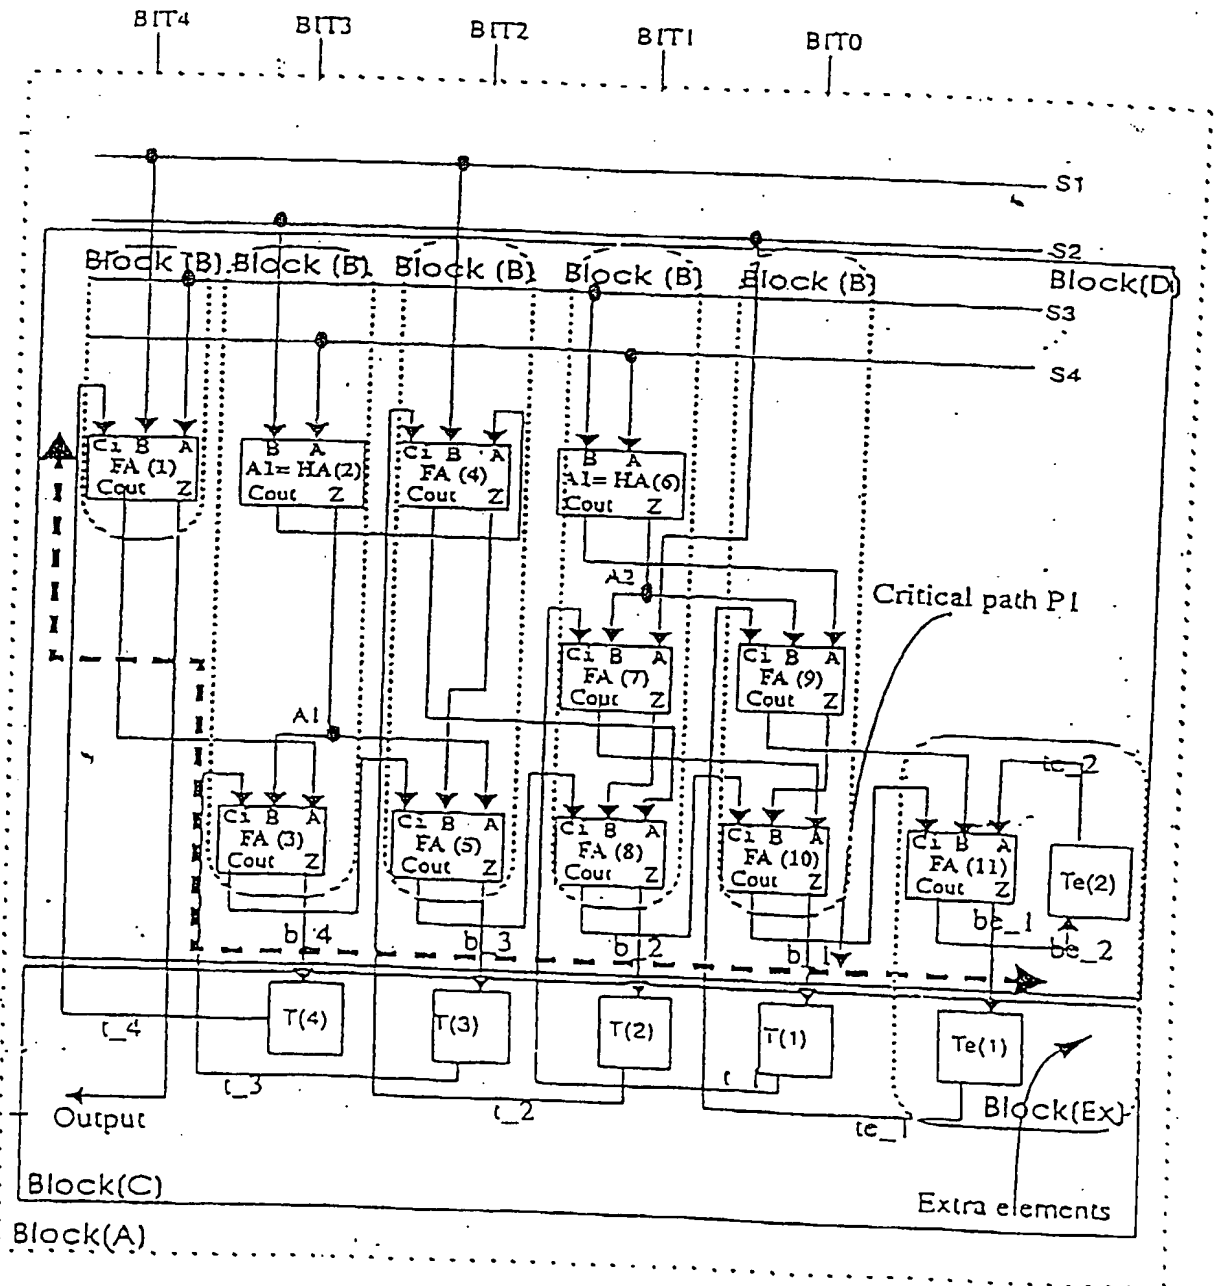 BIT4 BIT3 BIT2 BIT1 BIT0
S1
S2
Block (B) Block (B) Block (B) Block (B) Block (B) Block(D)
S3
S4
Ci B A B A Ci B A B A
FA (1) A1= HA(2) FA (4) A1= HA(6)
Cout Z Cout Z Cout Z Cout Z
A2
Critical path P1
Ci B A Ci B A
FA (7) FA (9)
Cout Z Cout Z
A1
te_2
Ci B A Ci B A Ci B A Ci B A Ci B A
FA (3) FA (5) FA (8) FA (10) FA (11) Te(2)
Cout Z Cout Z Cout Z Cout Z Cout Z
b_4 b_3 b_2 b_1 be_1
be_2
T(4) T(3) T(2) T(1) Te(1)
t_4
t_3 t_2 te_1
Output Block(Ex)
Block(C) Extra elements
Block(A)